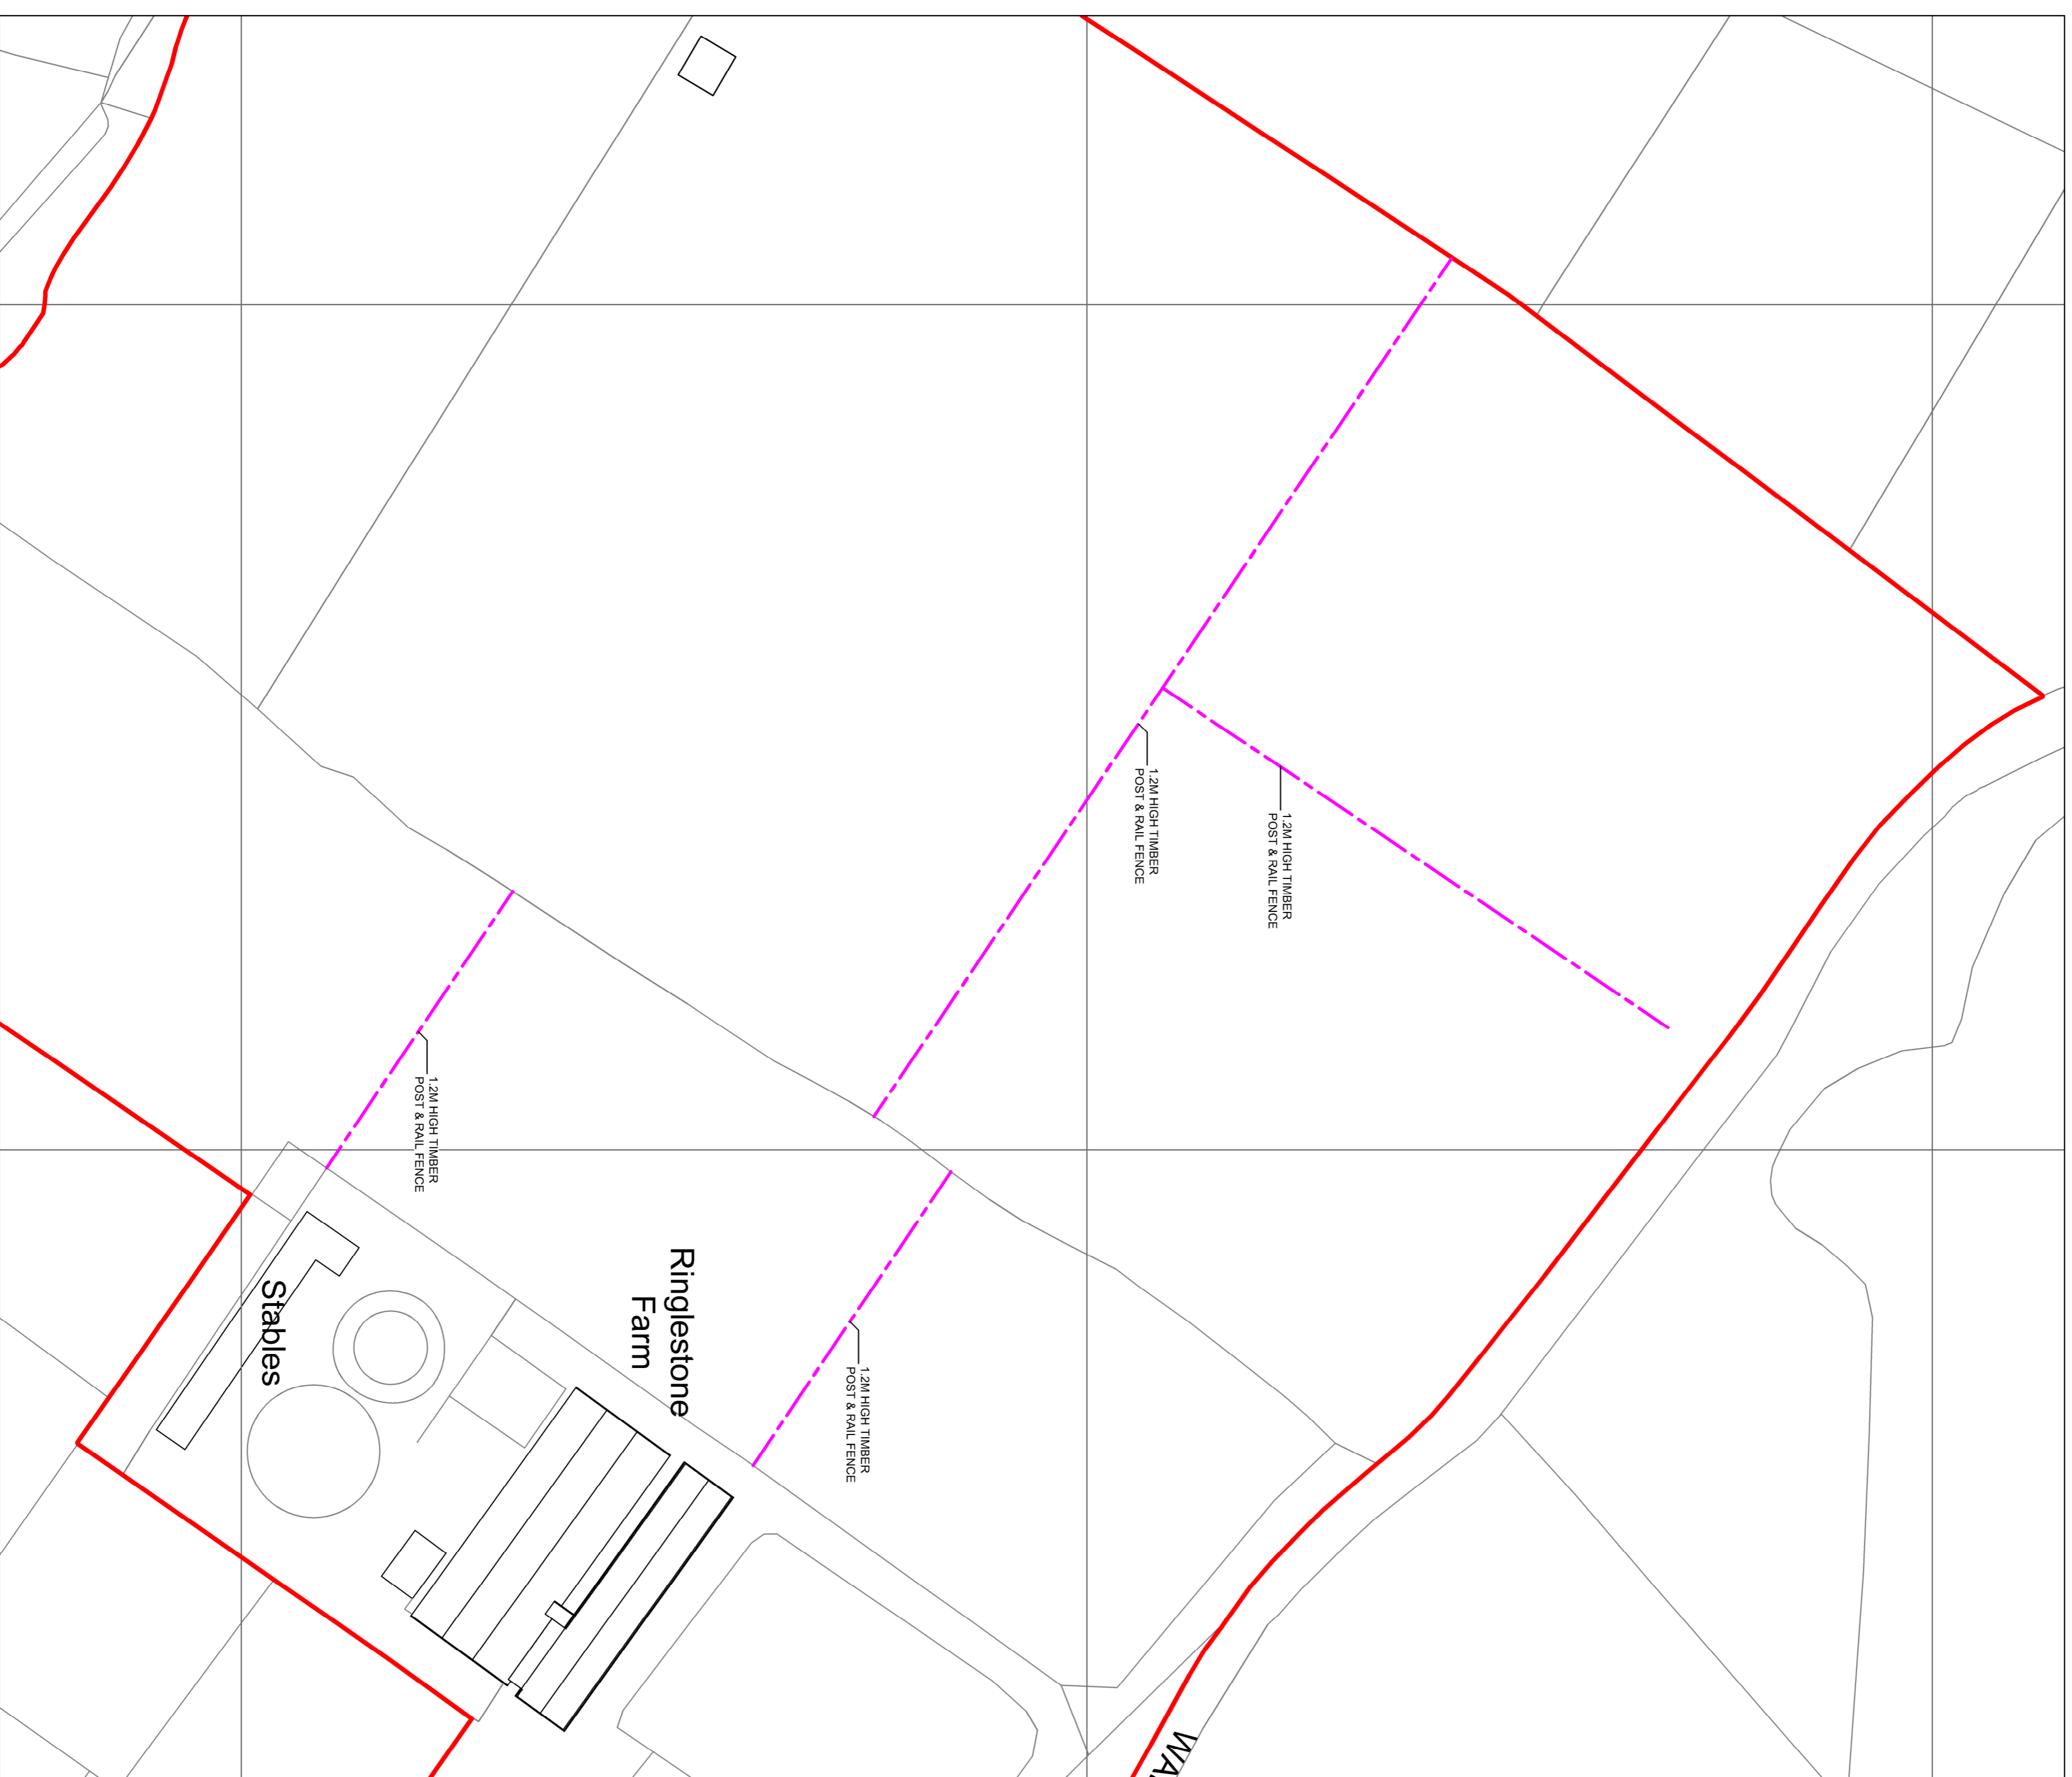 1.2M HIGH TIMBER
POST & RAIL FENCE
1.2M HIGH TIMBER
POST & RAIL FENCE
1.2M HIGH TIMBER
POST & RAIL FENCE
1.2M HIGH TIMBER
POST & RAIL FENCE
Ringlestone
Farm
Stables